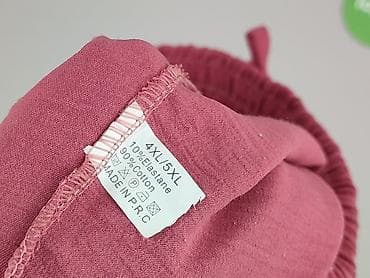 4XL/5XL
10%Elastane
90%Cotton
MADE IN P.R.C